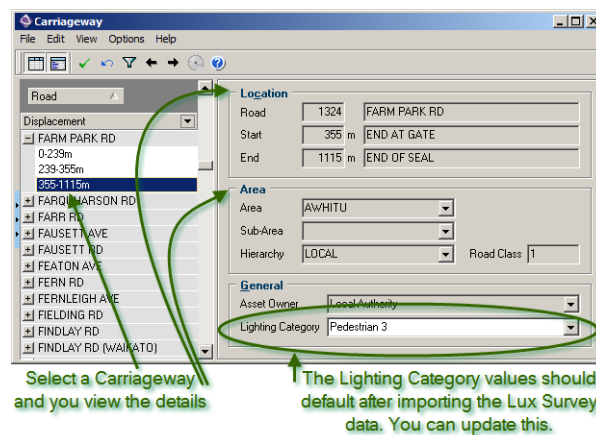 Carriageway
File Edit View Options Help
Road
Displacement
FARM PARK RD
0-239m
239-355m
355-1115m
FARQUHARSON RD
FARR RD
FAUSETT AVE
FAUSETT RD
FEATON AVE
FERN RD
FERNLEIGH AVE
FIELDING RD
FINDLAY RD
FINDLAY RD (WAIKATO)
Location
Road 1324 FARM PARK RD
Start 355 m END AT GATE
End 1115 m END OF SEAL
Area
Area AWHITU
Sub-Area
Hierarchy LOCAL Road Class 1
General
Asset Owner Local Authority
Lighting Category Pedestrian 3
Select a Carriageway
and you view the details
The Lighting Category values should
default after importing the Lux Survey
data. You can update this.